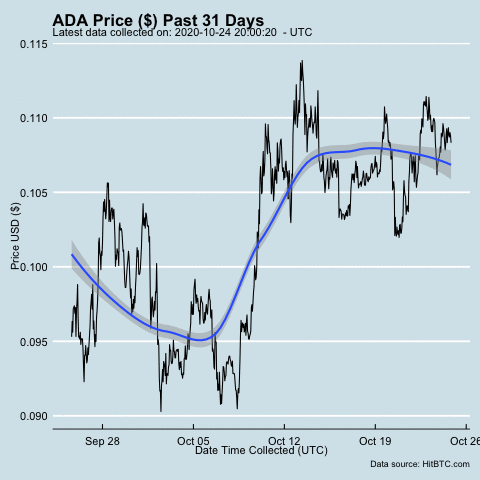 ADA Price ($) Past 31 Days
Latest data collected on: 2020-10-24 20:00:20  - UTC
0.115
0.110
0.105
0.100
0.095
0.090
Price USD ($)
Sep 28
Oct 05
Oct 12
Oct 19
Oct 26
Date Time Collected (UTC)
Data source: HitBTC.com